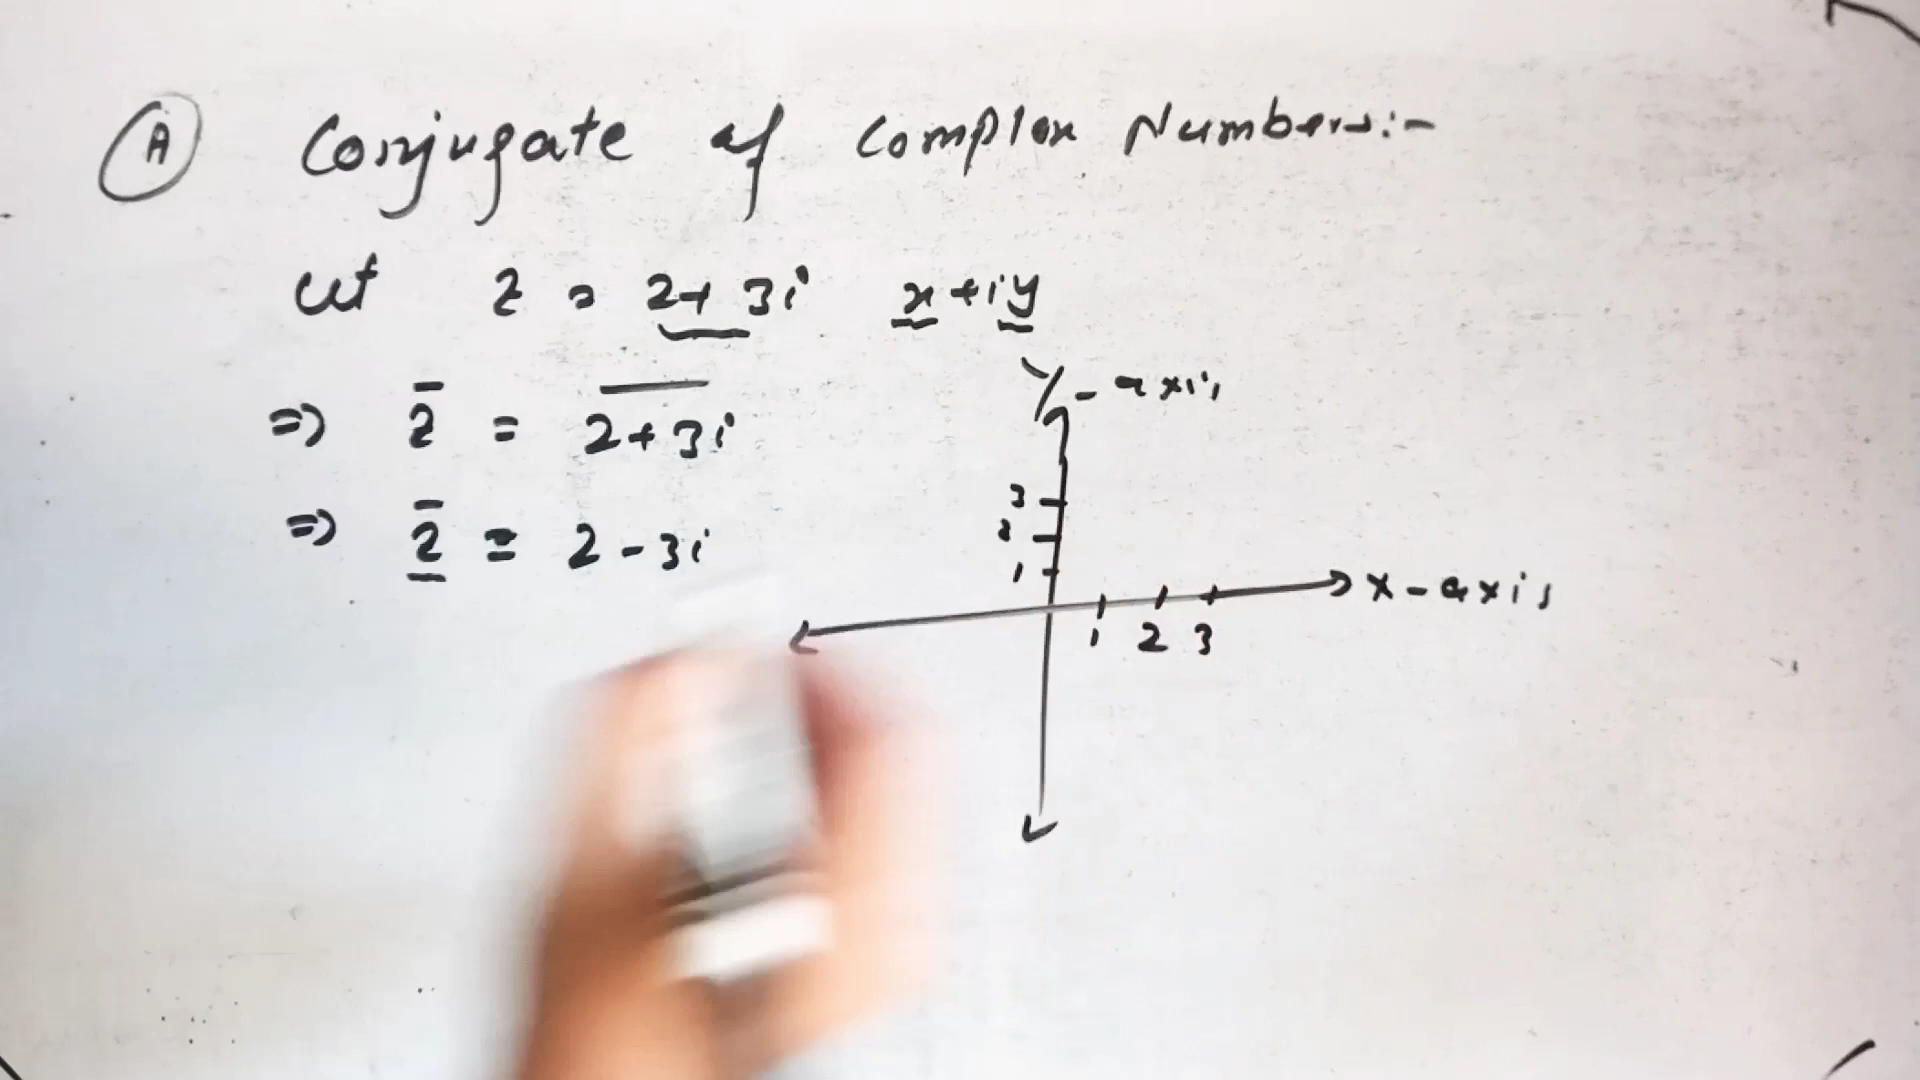 A Conjugate of Complex Numbers:-
Let z = 2+3i x+iy
⇒ z̅ = 2+3i
⇒ z̅ = 2-3i
Y-axis
3
2
1
X-axis
1 2 3